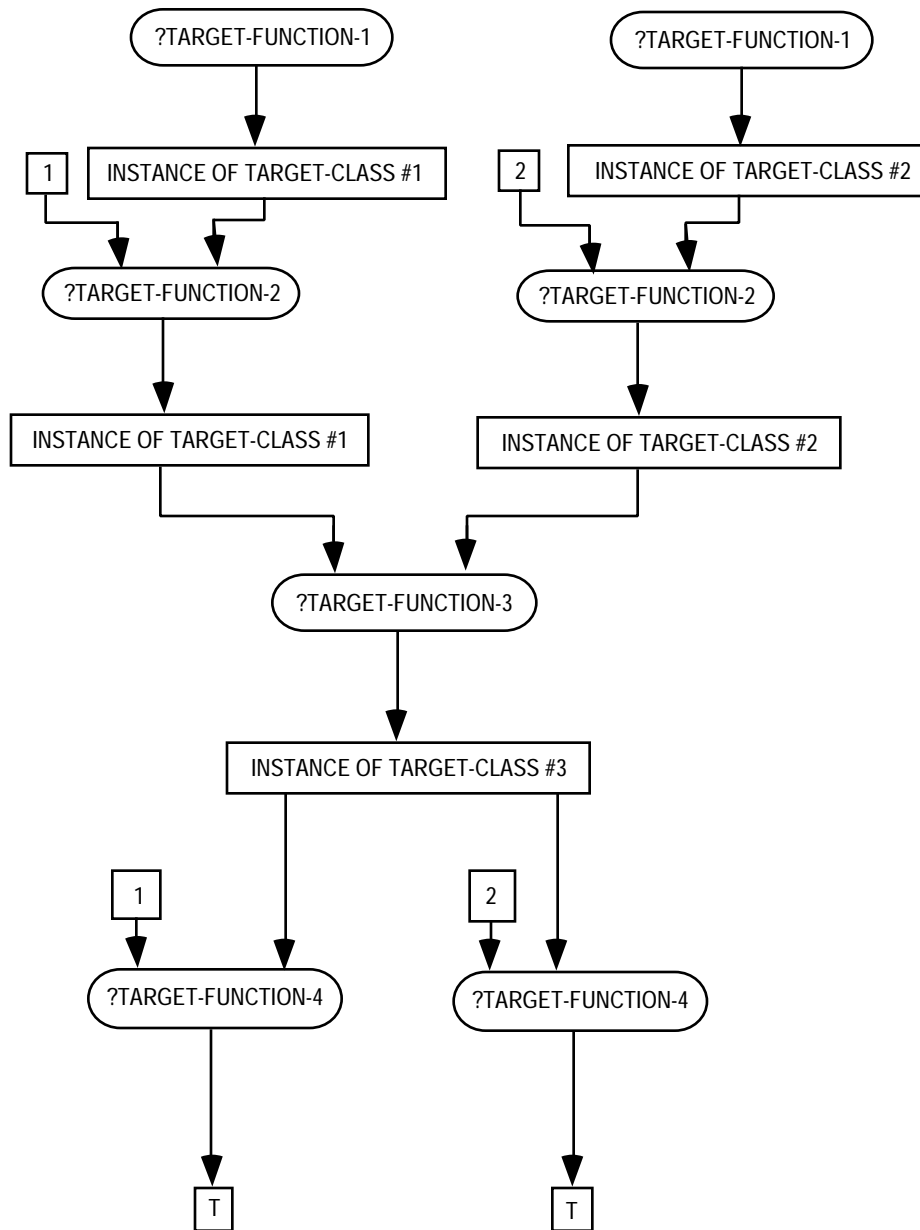 ?TARGET-FUNCTION-1
?TARGET-FUNCTION-1
1
INSTANCE OF TARGET-CLASS #1
2
INSTANCE OF TARGET-CLASS #2
?TARGET-FUNCTION-2
?TARGET-FUNCTION-2
INSTANCE OF TARGET-CLASS #1
INSTANCE OF TARGET-CLASS #2
?TARGET-FUNCTION-3
INSTANCE OF TARGET-CLASS #3
1
2
?TARGET-FUNCTION-4
?TARGET-FUNCTION-4
T
T